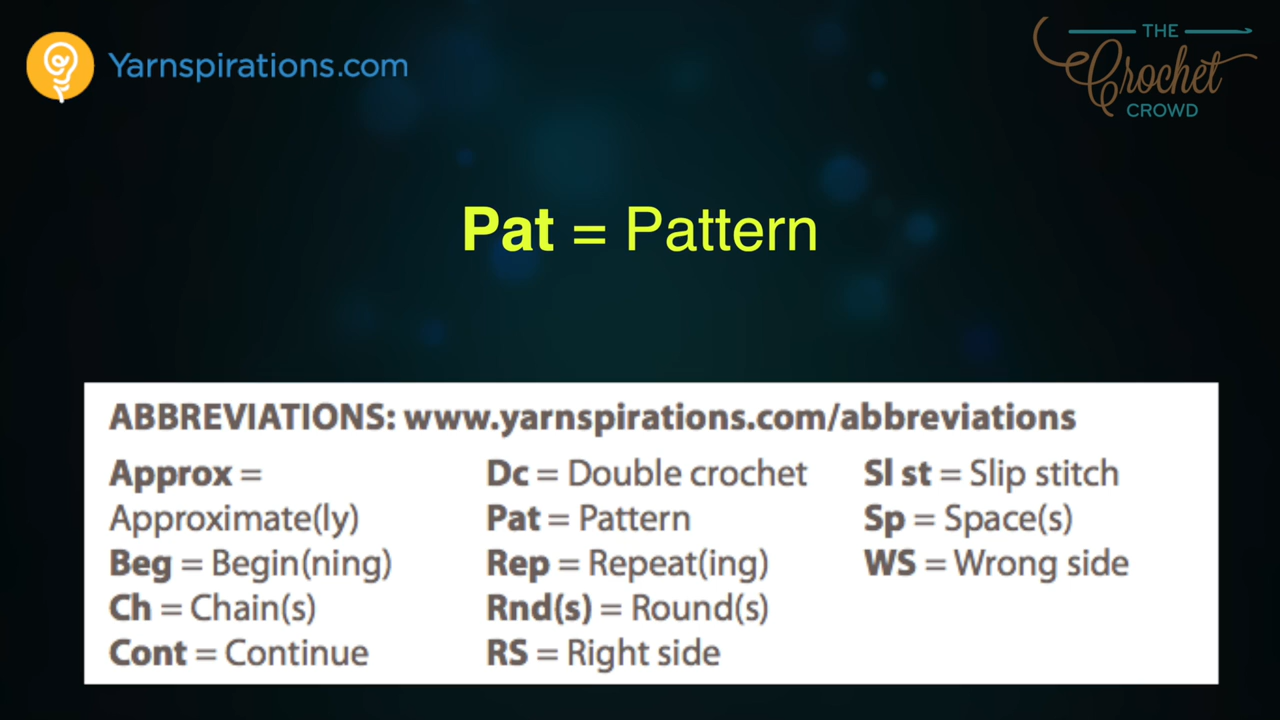 Yarnspirations.com
THE
Crochet
CROWD
Pat = Pattern
ABBREVIATIONS: www.yarnspirations.com/abbreviations
Approx =
Approximate(ly)
Beg = Begin(ning)
Ch = Chain(s)
Cont = Continue
Dc = Double crochet
Pat = Pattern
Rep = Repeat(ing)
Rnd(s) = Round(s)
RS = Right side
Sl st = Slip stitch
Sp = Space(s)
WS = Wrong side